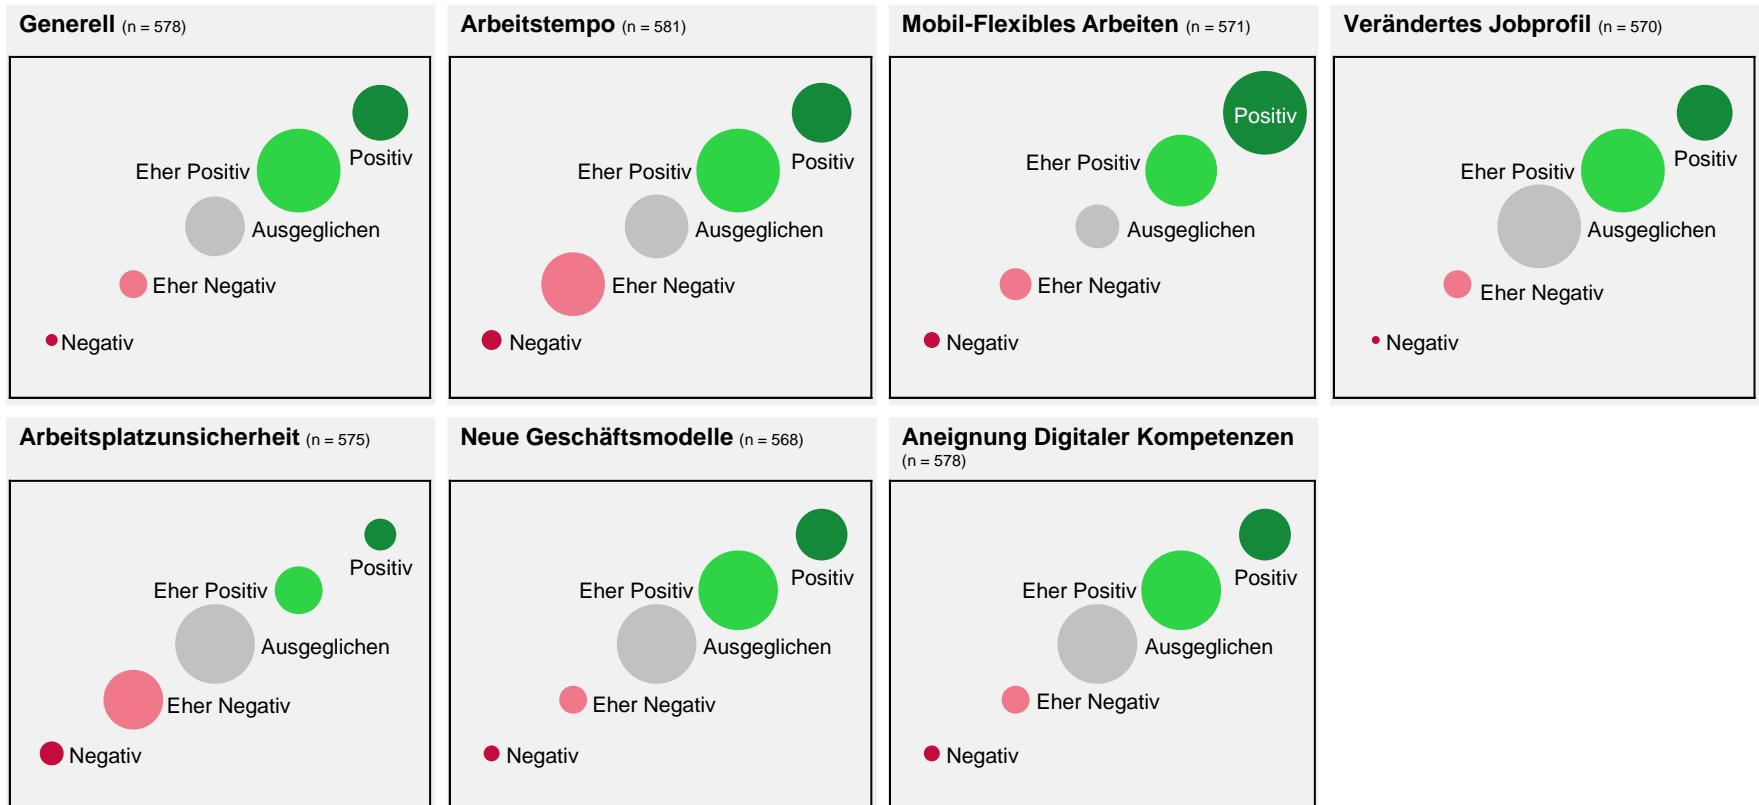 Generell (n = 578)
Positiv
Eher Positiv
Ausgeglichen
Eher Negativ
Negativ
Arbeitstempo (n = 581)
Positiv
Eher Positiv
Ausgeglichen
Eher Negativ
Negativ
Mobil-Flexibles Arbeiten (n = 571)
Positiv
Eher Positiv
Ausgeglichen
Eher Negativ
Negativ
Verändertes Jobprofil (n = 570)
Positiv
Eher Positiv
Ausgeglichen
Eher Negativ
Negativ
Arbeitsplatzunsicherheit (n = 575)
Positiv
Eher Positiv
Ausgeglichen
Eher Negativ
Negativ
Neue Geschäftsmodelle (n = 568)
Positiv
Eher Positiv
Ausgeglichen
Eher Negativ
Negativ
Aneignung Digitaler Kompetenzen
(n = 578)
Positiv
Eher Positiv
Ausgeglichen
Eher Negativ
Negativ